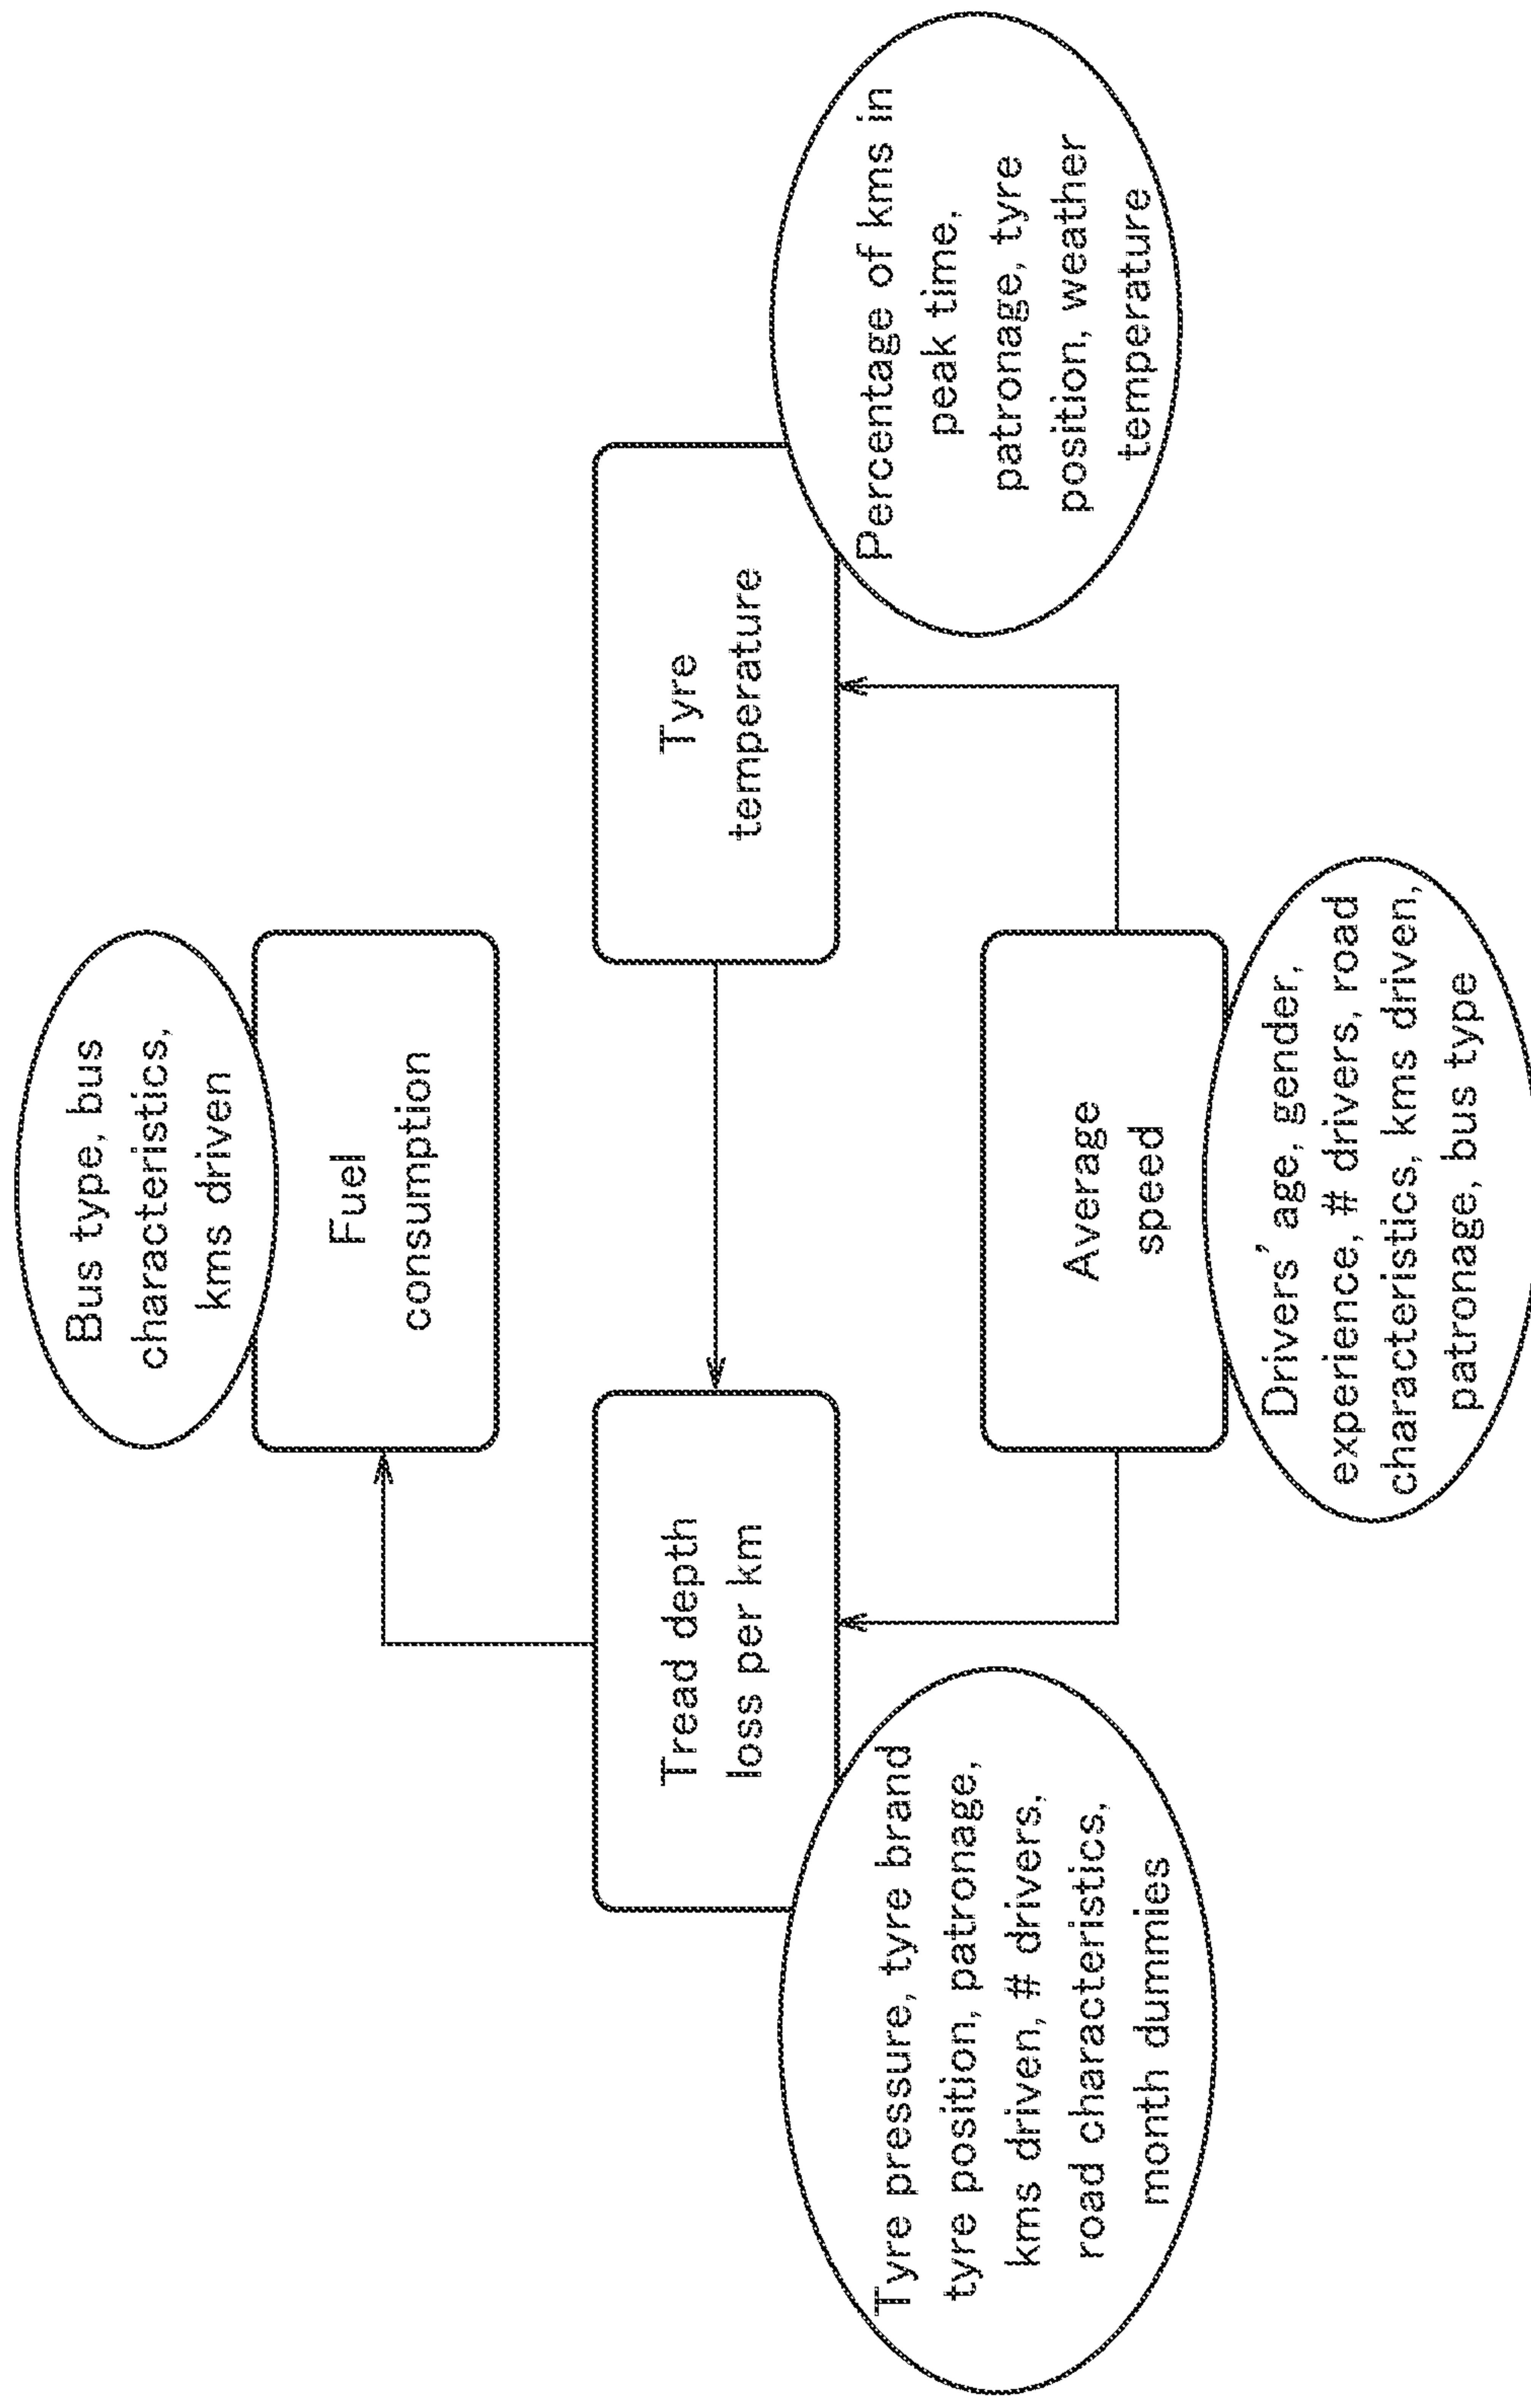 Bus type, bus
characteristics,
kms driven
Fuel
consumption
Tread depth
loss per km
Tyre
temperature
Tyre pressure, tyre brand
tyre position, patronage,
kms driven, # drivers,
road characteristics,
month dummies
Percentage of kms in
peak time,
patronage, tyre
position, weather
temperature
Average
speed
Drivers' age, gender,
experience, # drivers, road
characteristics, kms driven,
patronage, bus type